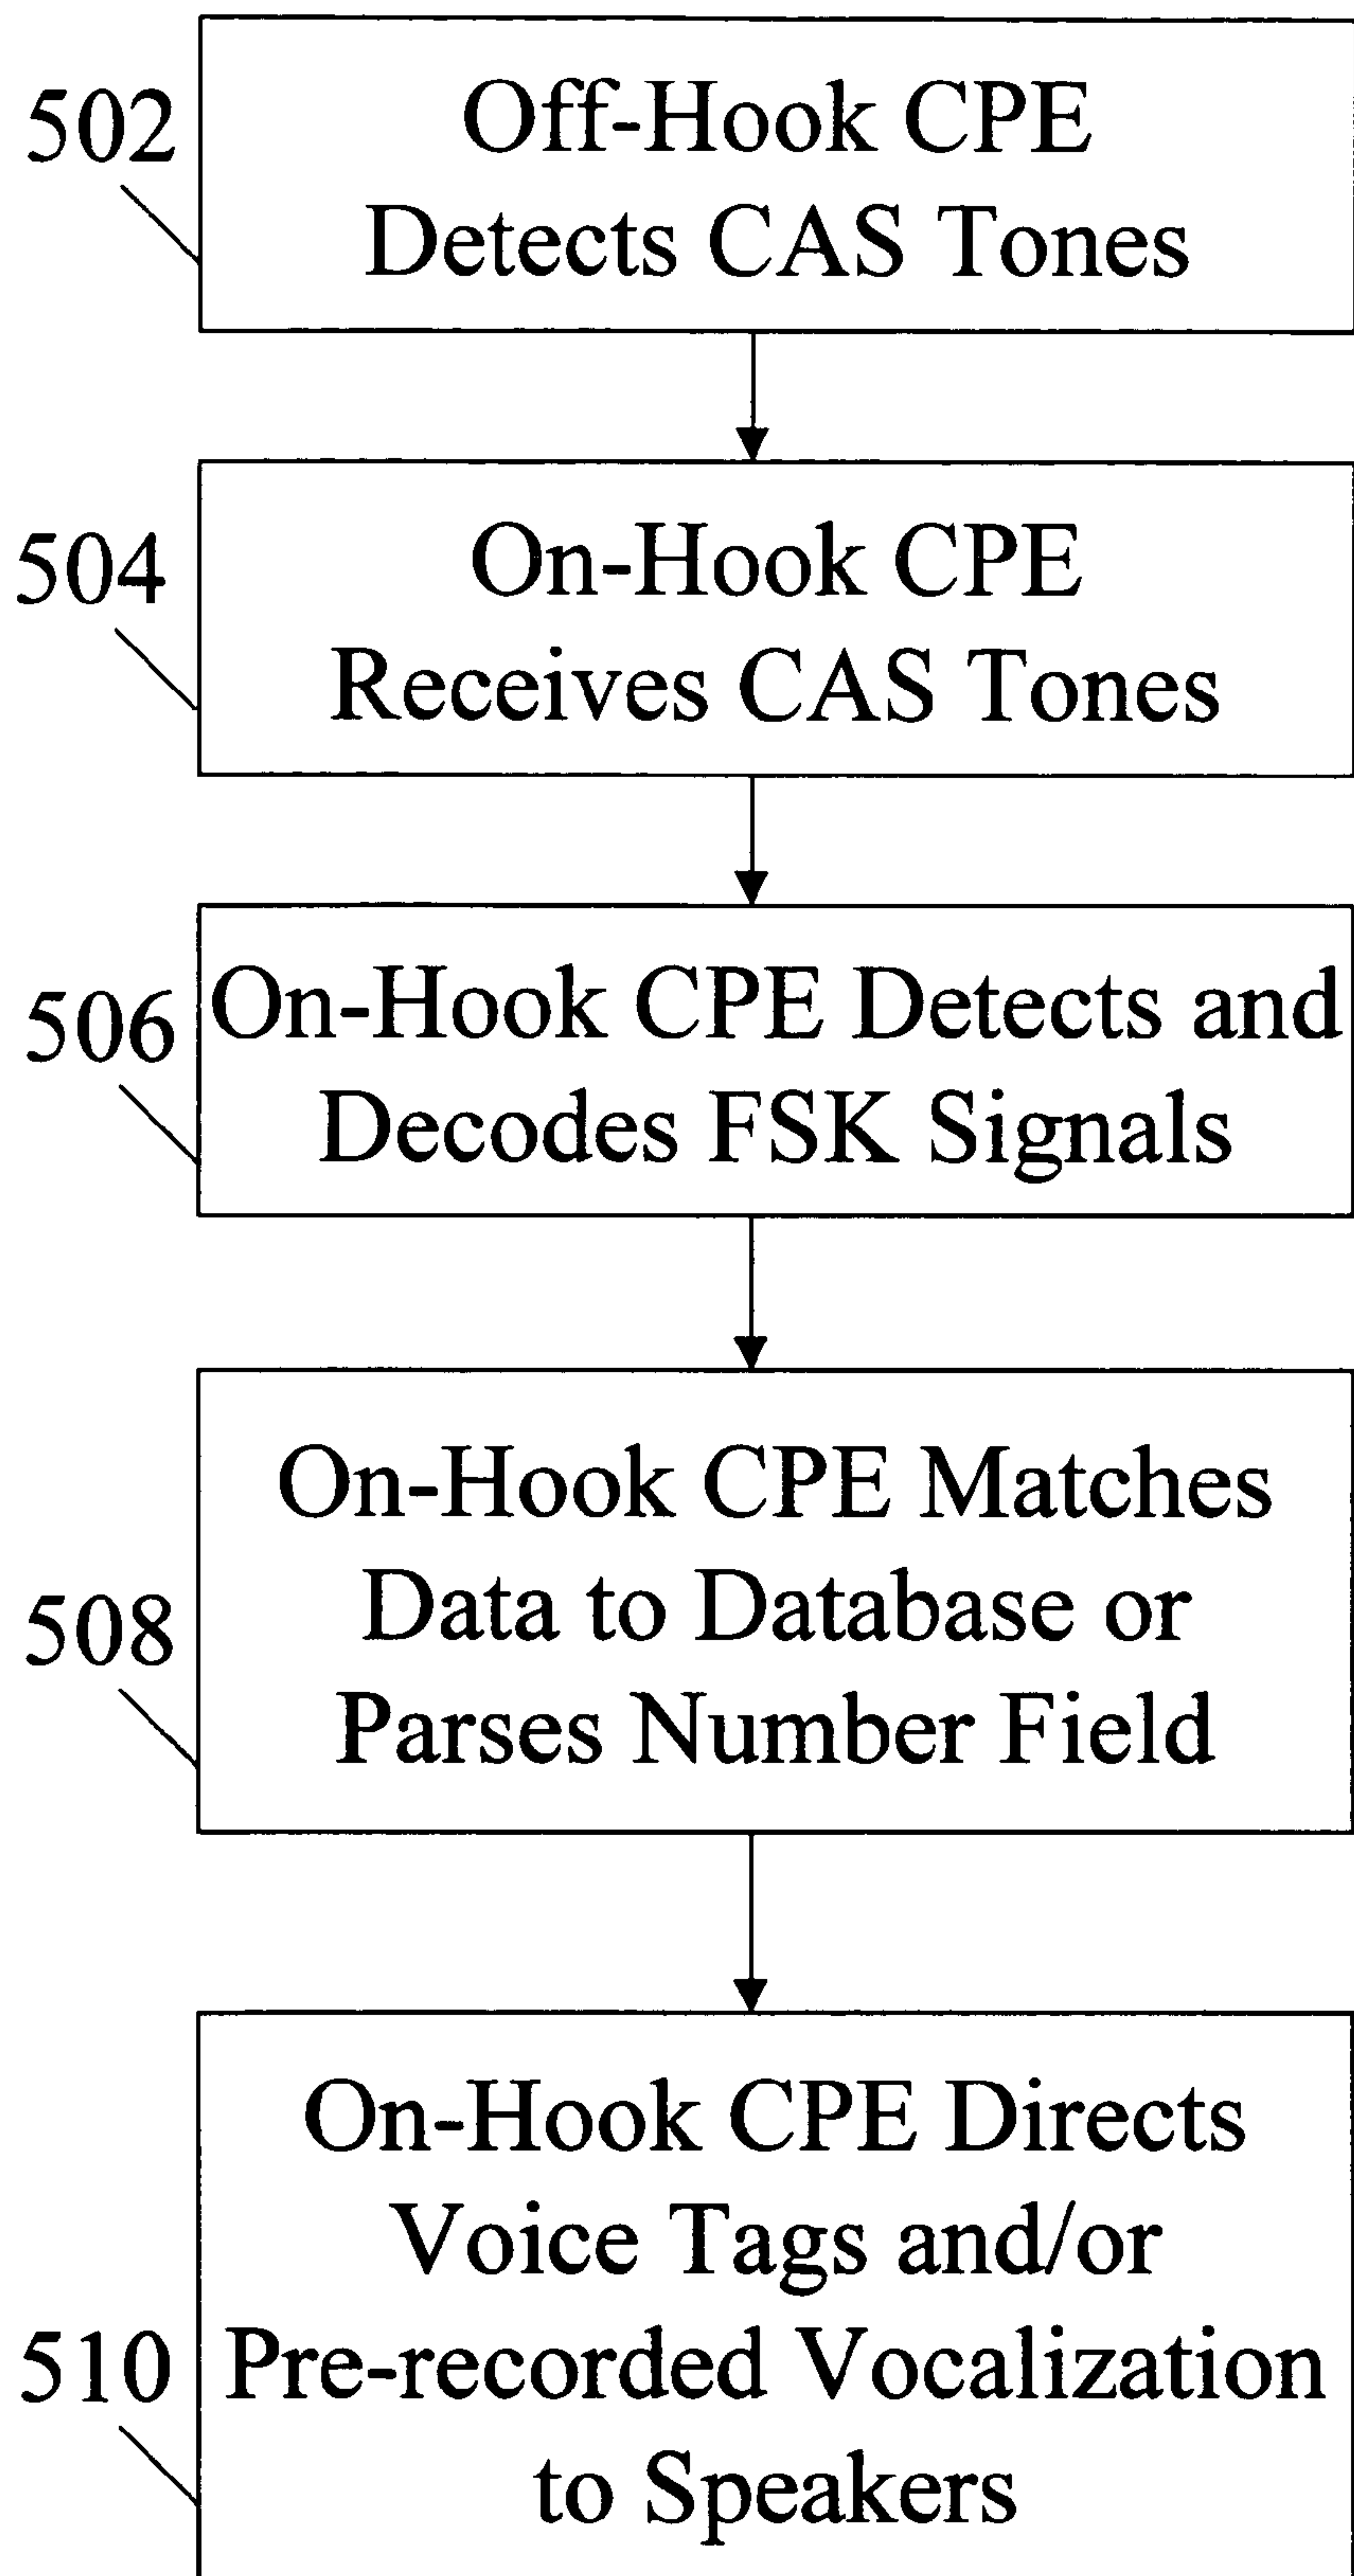 502
Off-Hook CPE
Detects CAS Tones
504
On-Hook CPE
Receives CAS Tones
506
On-Hook CPE Detects and
Decodes FSK Signals
508
On-Hook CPE Matches
Data to Database or
Parses Number Field
510
On-Hook CPE Directs
Voice Tags and/or
Pre-recorded Vocalization
to Speakers